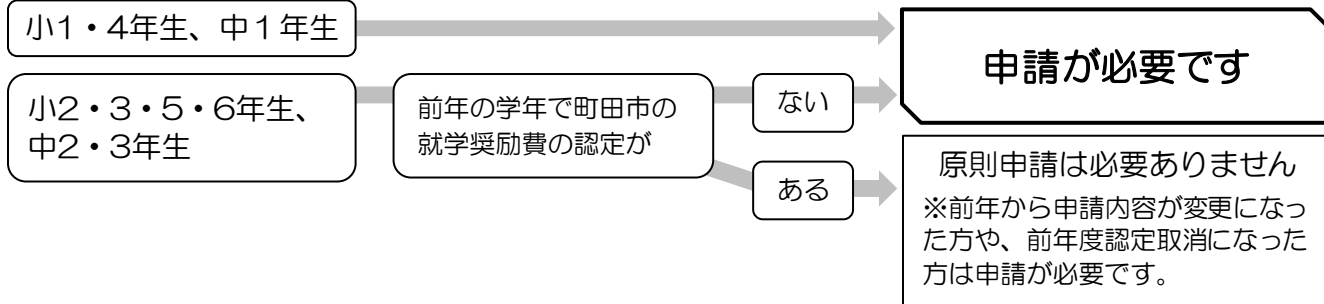 小1・4年生、中１年生
申請が必要です
小2・3・5・6年生、
中2・3年生
前年の学年で町田市の
就学奨励費の認定が
ない
ある
原則申請は必要ありません
※前年から申請内容が変更になっ
た方や、前年度認定取消になった
方は申請が必要です。